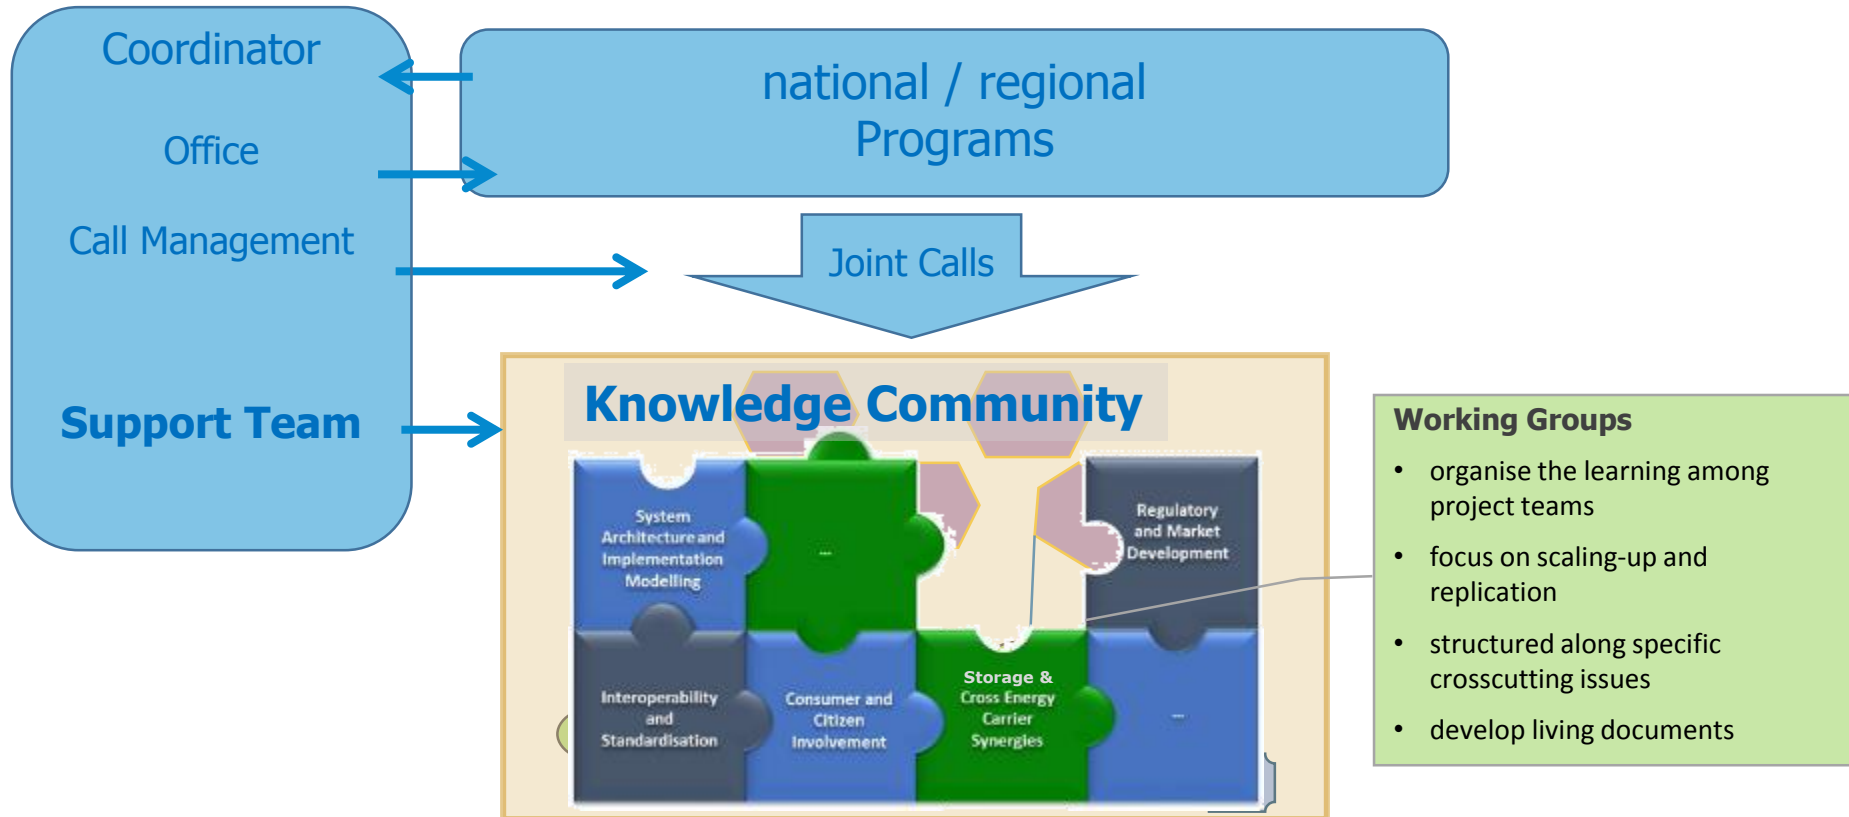 Coordinator
Office
Call Management
Support Team
national / regional
Programs
Joint Calls
Knowledge Community
System
Architecture and
Implementation
Modelling
...
Regulatory
and Market
Development
Interoperability
and
Standardisation
Consumer and
Citizen
Involvement
Storage &
Cross Energy
Carrier
Synergies
...
Working Groups
• organise the learning among
project teams
• focus on scaling-up and
replication
• structured along specific
crosscutting issues
• develop living documents